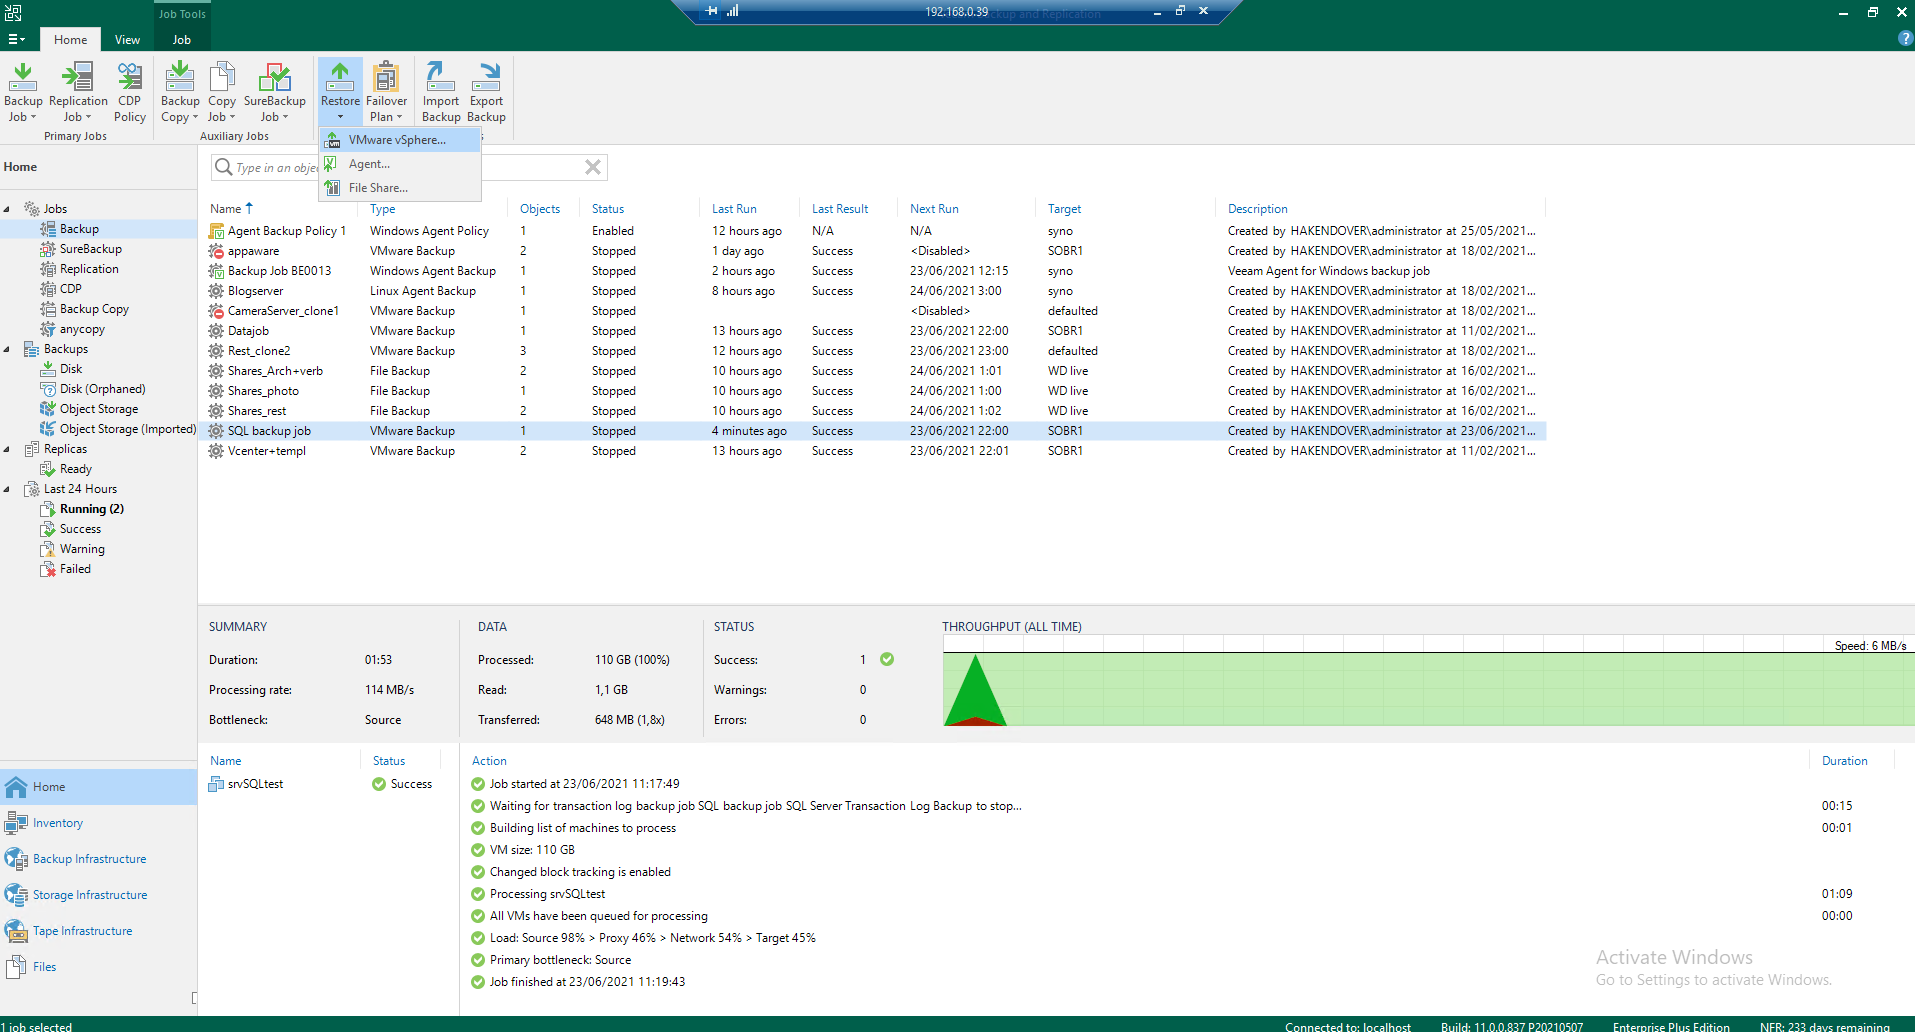 Job Tools
192.168.0.39
Backup and Replication
Home View Job
Backup Job
Replication Job
CDP Policy
Primary Jobs
Backup Copy
Copy Job
SureBackup Job
Auxiliary Jobs
Restore
Failover Plan
Import Backup
Export Backup
VMware vSphere...
Agent...
File Share...
Home
Type in an objec
Jobs
Backup
SureBackup
Replication
CDP
Backup Copy
anycopy
Backups
Disk
Disk (Orphaned)
Object Storage
Object Storage (Imported)
Replicas
Ready
Last 24 Hours
Running (2)
Success
Warning
Failed
Home
Inventory
Backup Infrastructure
Storage Infrastructure
Tape Infrastructure
Files
Name Type Objects Status Last Run Last Result Next Run Target Description
Agent Backup Policy 1 Windows Agent Policy 1 Enabled 12 hours ago N/A N/A syno Created by HAKENDOVER\administrator at 25/05/2021...
appaware VMware Backup 2 Stopped 1 day ago Success <Disabled> SOBR1 Created by HAKENDOVER\administrator at 18/02/2021...
Backup Job BE0013 Windows Agent Backup 1 Stopped 2 hours ago Success 23/06/2021 12:15 syno Veeam Agent for Windows backup job
Blogserver Linux Agent Backup 1 Stopped 8 hours ago Success 24/06/2021 3:00 syno Created by HAKENDOVER\administrator at 18/02/2021...
CameraServer_clone1 VMware Backup 1 Stopped <Disabled> defaulted Created by HAKENDOVER\administrator at 18/02/2021...
Datajob VMware Backup 1 Stopped 13 hours ago Success 23/06/2021 22:00 SOBR1 Created by HAKENDOVER\administrator at 11/02/2021...
Rest_clone2 VMware Backup 3 Stopped 12 hours ago Success 23/06/2021 23:00 defaulted Created by HAKENDOVER\administrator at 18/02/2021...
Shares_Arch+verb File Backup 2 Stopped 10 hours ago Success 24/06/2021 1:01 WD live Created by HAKENDOVER\administrator at 16/02/2021...
Shares_photo File Backup 1 Stopped 10 hours ago Success 24/06/2021 1:00 WD live Created by HAKENDOVER\administrator at 16/02/2021...
Shares_rest File Backup 2 Stopped 10 hours ago Success 24/06/2021 1:02 WD live Created by HAKENDOVER\administrator at 16/02/2021...
SQL backup job VMware Backup 1 Stopped 4 minutes ago Success 23/06/2021 22:00 SOBR1 Created by HAKENDOVER\administrator at 23/06/2021...
Vcenter+templ VMware Backup 2 Stopped 13 hours ago Success 23/06/2021 22:01 SOBR1 Created by HAKENDOVER\administrator at 11/02/2021...
SUMMARY
Duration: 01:53
Processing rate: 114 MB/s
Bottleneck: Source
DATA
Processed: 110 GB (100%)
Read: 1,1 GB
Transferred: 648 MB (1,8x)
STATUS
Success: 1
Warnings: 0
Errors: 0
THROUGHPUT (ALL TIME)
Speed: 6 MB/s
Name Status
srvSQLtest Success
Action Duration
Job started at 23/06/2021 11:17:49
Waiting for transaction log backup job SQL backup job SQL Server Transaction Log Backup to stop... 00:15
Building list of machines to process 00:01
VM size: 110 GB
Changed block tracking is enabled
Processing srvSQLtest 01:09
All VMs have been queued for processing 00:00
Load: Source 98% > Proxy 46% > Network 54% > Target 45%
Primary bottleneck: Source
Job finished at 23/06/2021 11:19:43
Activate Windows
Go to Settings to activate Windows.
1 job selected
Connected to: localhost Build: 11.0.0.837 P20210507 Enterprise Plus Edition NFR: 233 days remaining